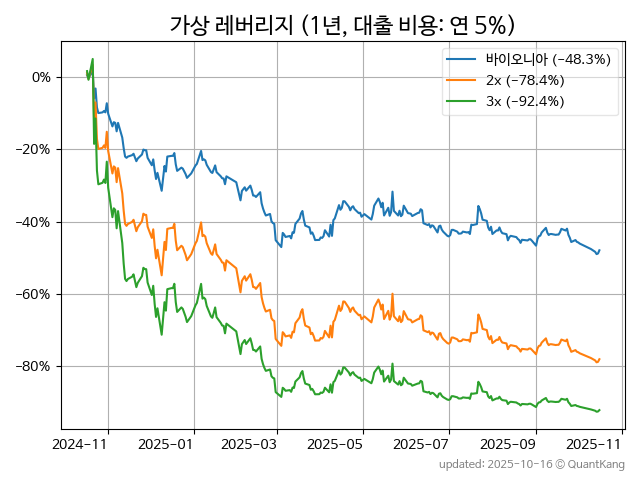 가상 레버리지 (1년, 대출 비용: 연 5%)
바이오니아 (−48.3%)
2x (−78.4%)
3x (−92.4%)
0%
−20%
−40%
−60%
−80%
2024-11 2025-01 2025-03 2025-05 2025-07 2025-09 2025-11
updated: 2025-10-16 © QuantKang